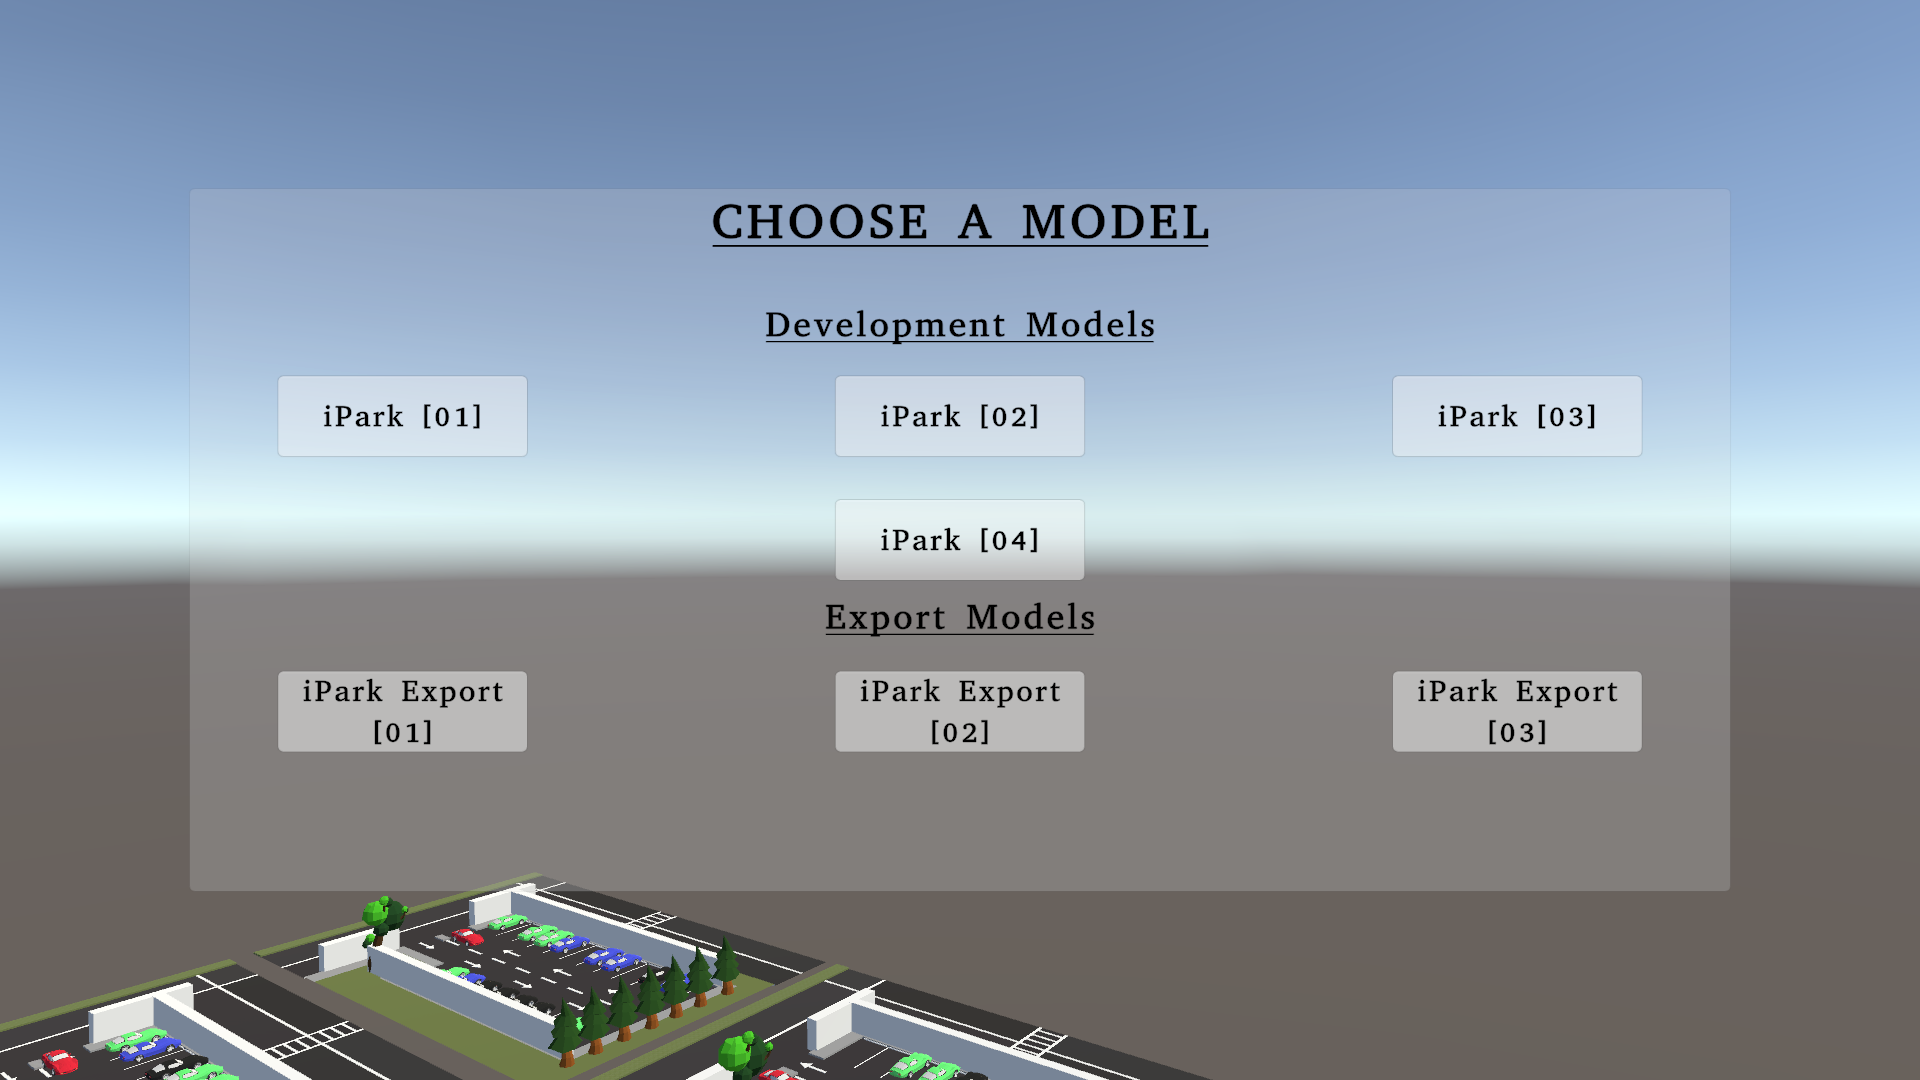 CHOOSE A MODEL
Development Models
iPark [01]
iPark [02]
iPark [03]
iPark [04]
Export Models
iPark Export
[01]
iPark Export
[02]
iPark Export
[03]